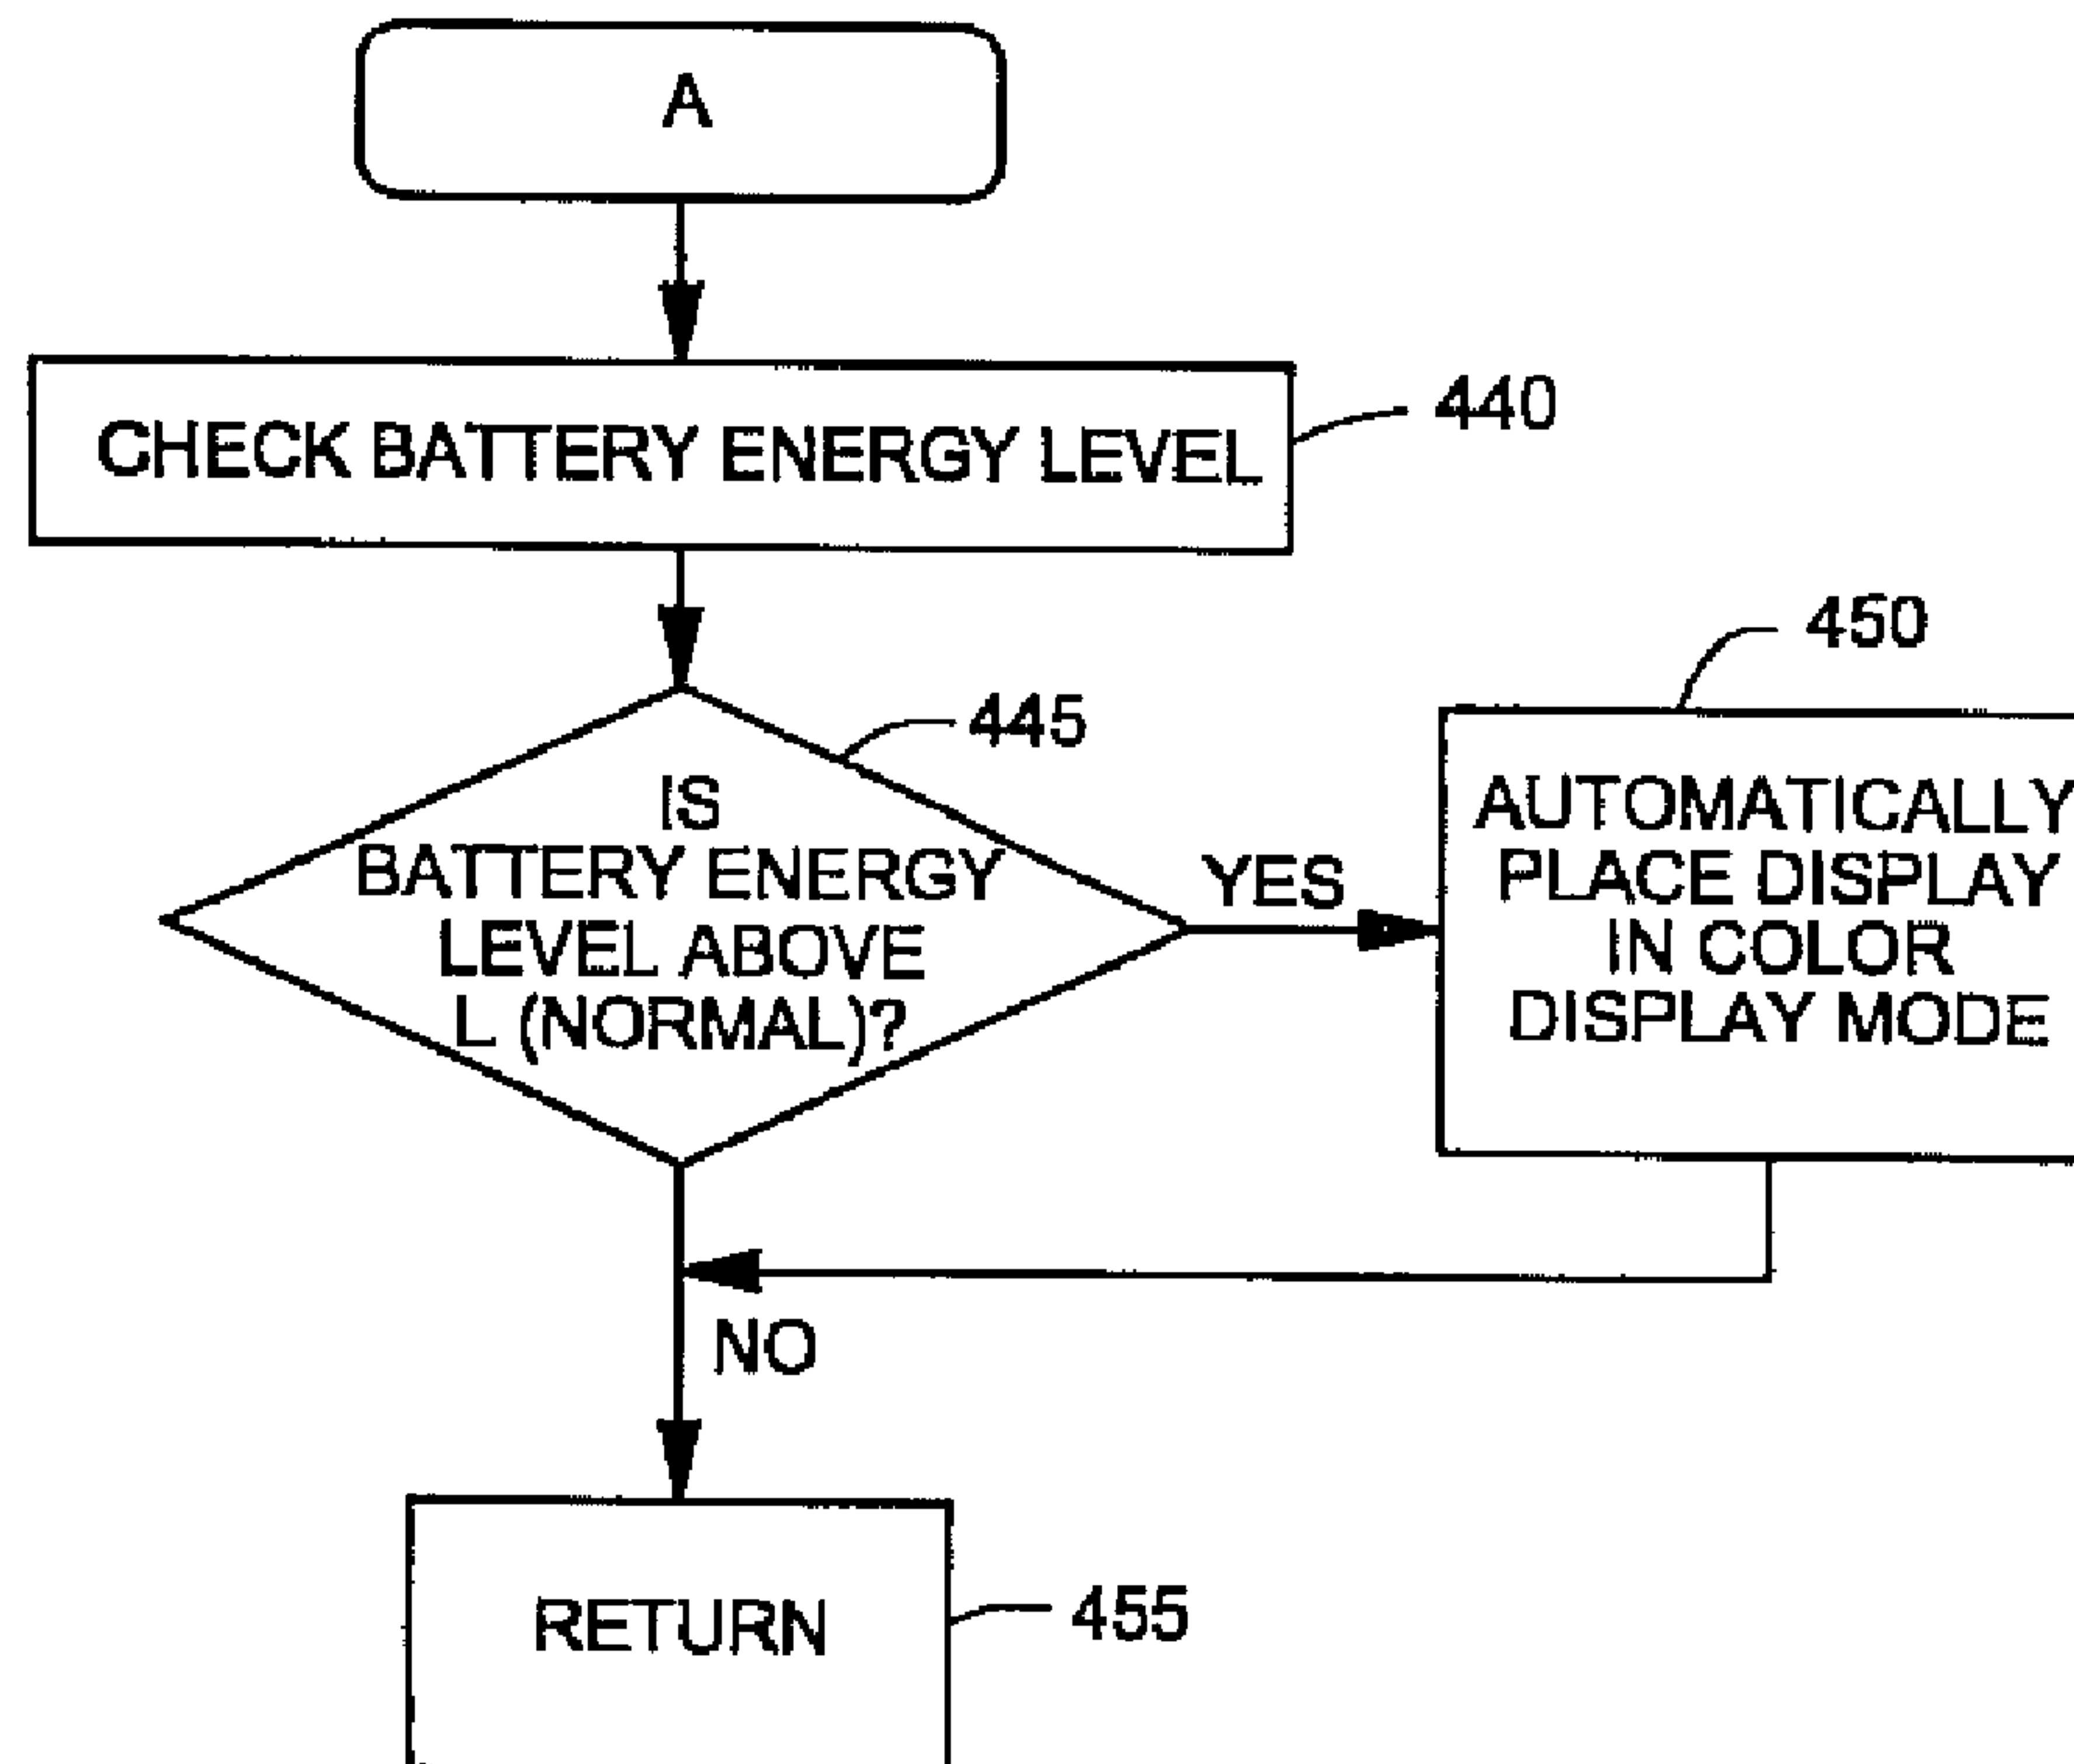 A
CHECK BATTERY ENERGY LEVEL
440
445
IS
BATTERY ENERGY
LEVEL ABOVE
L (NORMAL)?
YES
450
AUTOMATICALLY
PLACE DISPLAY
IN COLOR
DISPLAY MODE
NO
RETURN
455